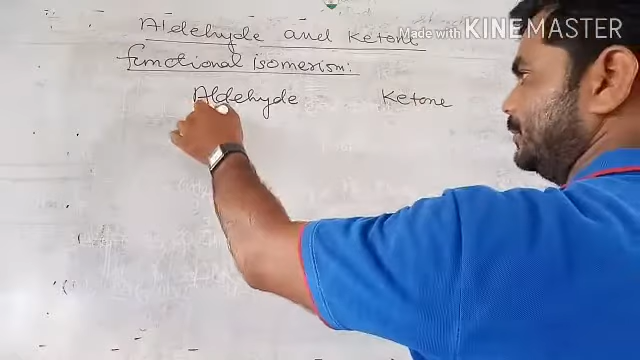 Aldehyde and Ketone
functional isomerism:
Aldehyde Ketone
Made with KINEMASTER